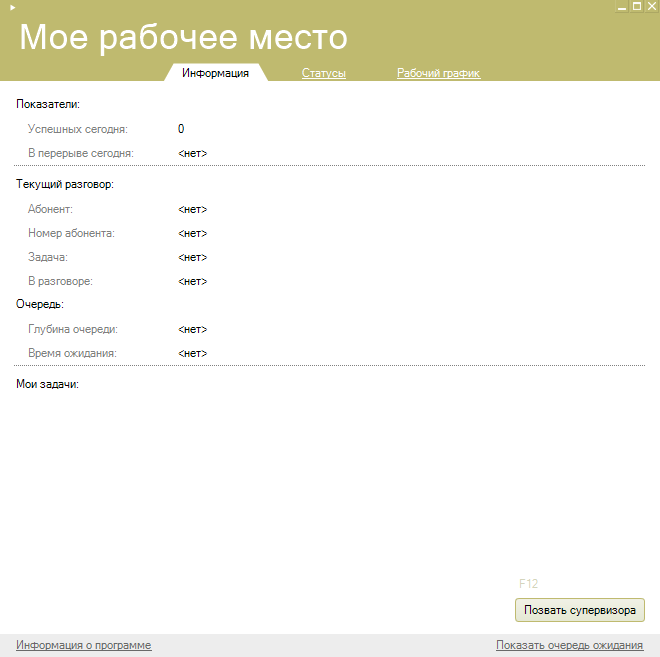 Мое рабочее место
Информация Статусы Рабочий график
Показатели:
Успешных сегодня: 0
В перерыве сегодня: <нет>
Текущий разговор:
Абонент: <нет>
Номер абонента: <нет>
Задача: <нет>
В разговоре: <нет>
Очередь:
Глубина очереди: <нет>
Время ожидания: <нет>
Мои задачи:
F12
Позвать супервизора
Информация о программе Показать очередь ожидания